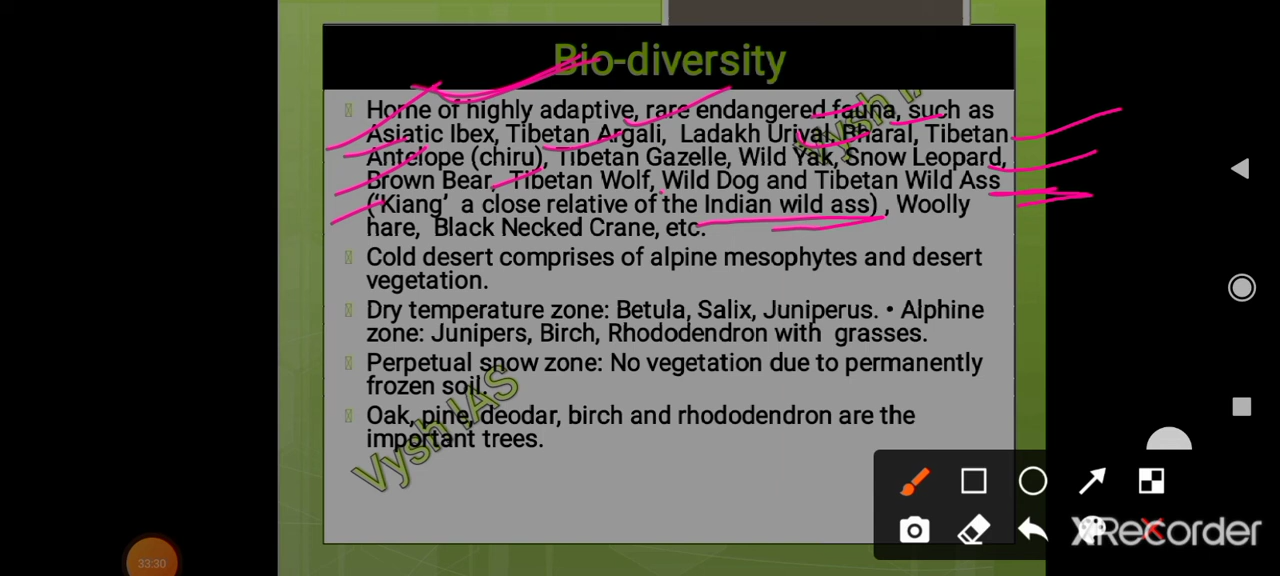 Bio-diversity
Home of highly adaptive, rare endangered fauna, such as
Asiatic Ibex, Tibetan Argali, Ladakh Uriyal, Bharal, Tibetan
Antelope (chiru), Tibetan Gazelle, Wild Yak, Snow Leopard,
Brown Bear, Tibetan Wolf, Wild Dog and Tibetan Wild Ass
('Kiang' a close relative of the Indian wild ass) , Woolly
hare, Black Necked Crane, etc.
Cold desert comprises of alpine mesophytes and desert
vegetation.
Dry temperature zone: Betula, Salix, Juniperus. • Alphine
zone: Junipers, Birch, Rhododendron with grasses.
Perpetual snow zone: No vegetation due to permanently
frozen soil.
Oak, pine, deodar, birch and rhododendron are the
important trees.
Vysh IAS
Vysh IAS
XRecorder
33:30